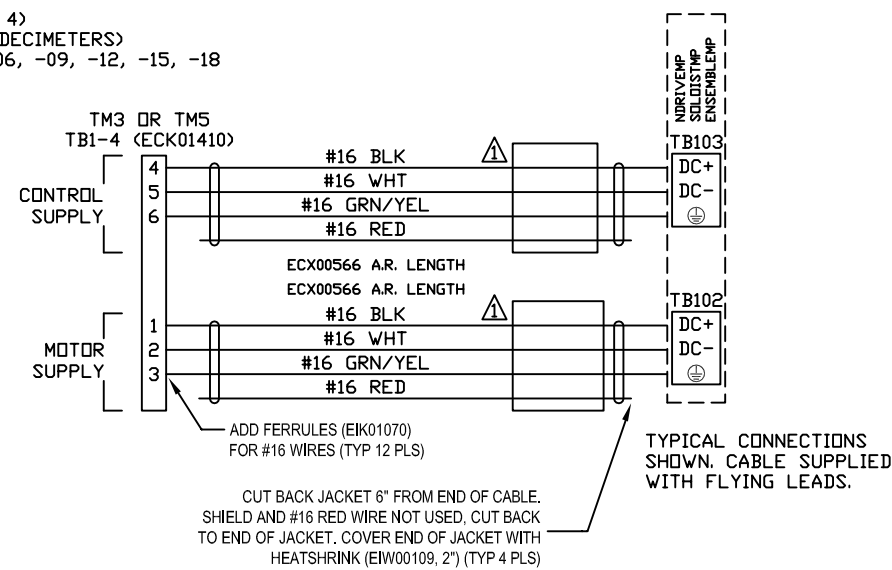 4)
DECIMETERS)
06, -09, -12, -15, -18
TM3 OR TM5
TB1-4 (ECK01410)
CONTROL
SUPPLY
4
5
6
#16 BLK
#16 WHT
#16 GRN/YEL
#16 RED
1
NDRIVEMP
SOLOISTMP
ENSEMBLEMP
TB103
DC+
DC-
ECX00566 A.R. LENGTH
ECX00566 A.R. LENGTH
MOTOR
SUPPLY
1
2
3
#16 BLK
#16 WHT
#16 GRN/YEL
#16 RED
1
TB102
DC+
DC-
ADD FERRULES (EIK01070)
FOR #16 WIRES (TYP 12 PLS)
TYPICAL CONNECTIONS
SHOWN. CABLE SUPPLIED
WITH FLYING LEADS.
CUT BACK JACKET 6" FROM END OF CABLE.
SHIELD AND #16 RED WIRE NOT USED, CUT BACK
TO END OF JACKET. COVER END OF JACKET WITH
HEATSHRINK (EIW00109, 2") (TYP 4 PLS)